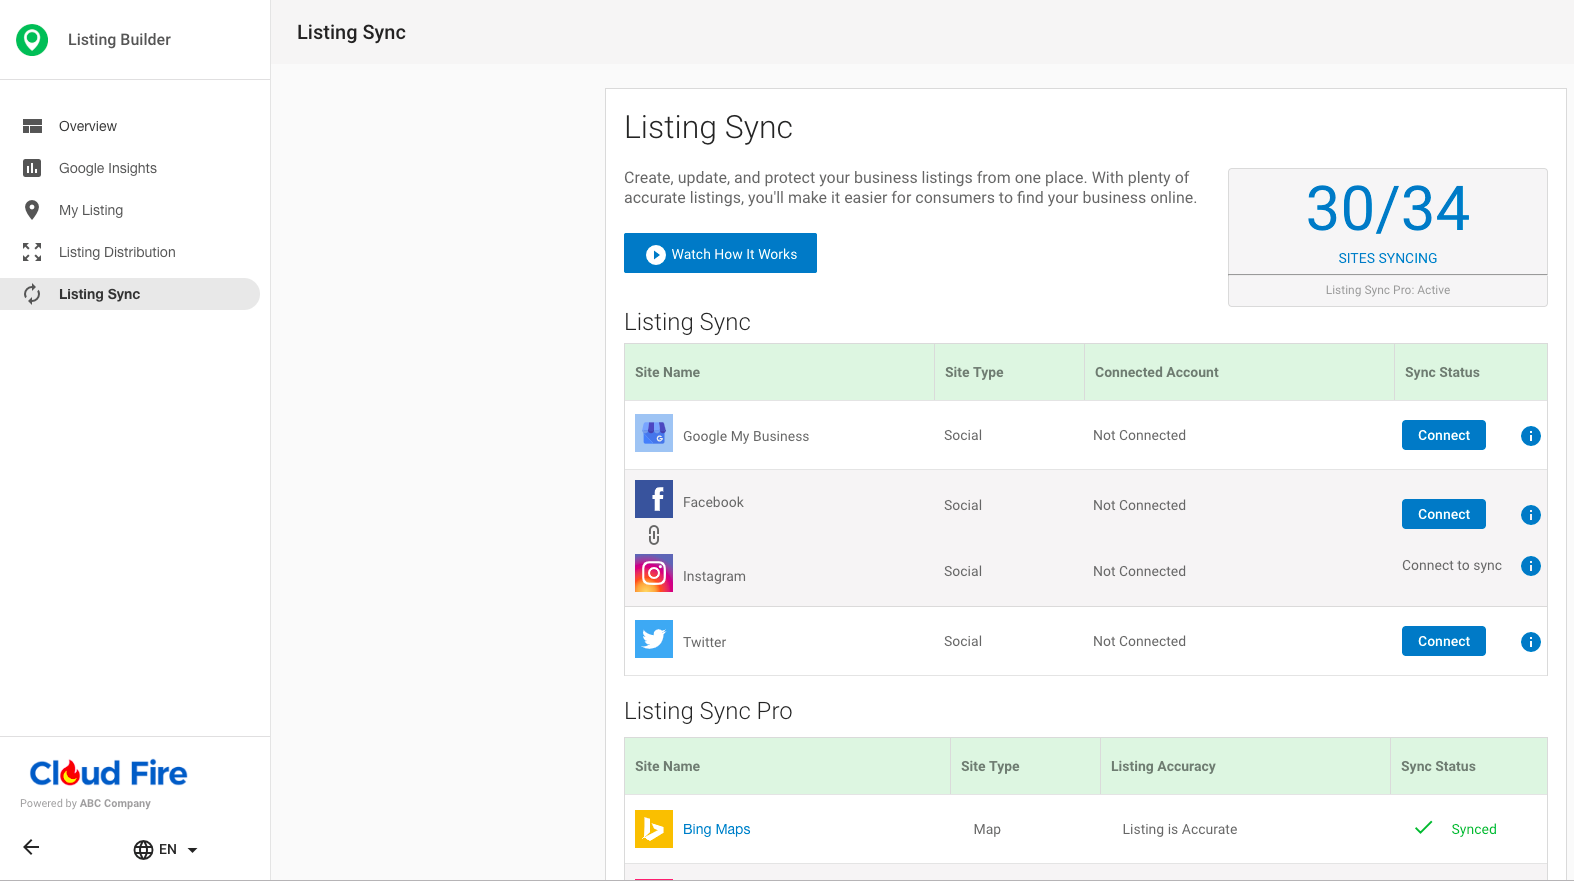 Listing Builder
Overview
Google Insights
My Listing
Listing Distribution
Listing Sync
Cloud Fire
Powered by ABC Company
EN
Listing Sync
Listing Sync
Create, update, and protect your business listings from one place. With plenty of
accurate listings, you'll make it easier for consumers to find your business online.
Watch How It Works
30/34
SITES SYNCING
Listing Sync Pro: Active
Listing Sync
Site Name Site Type Connected Account Sync Status
Google My Business Social Not Connected Connect
Facebook Social Not Connected Connect
Instagram Social Not Connected Connect to sync
Twitter Social Not Connected Connect
Listing Sync Pro
Site Name Site Type Listing Accuracy Sync Status
Bing Maps Map Listing is Accurate Synced